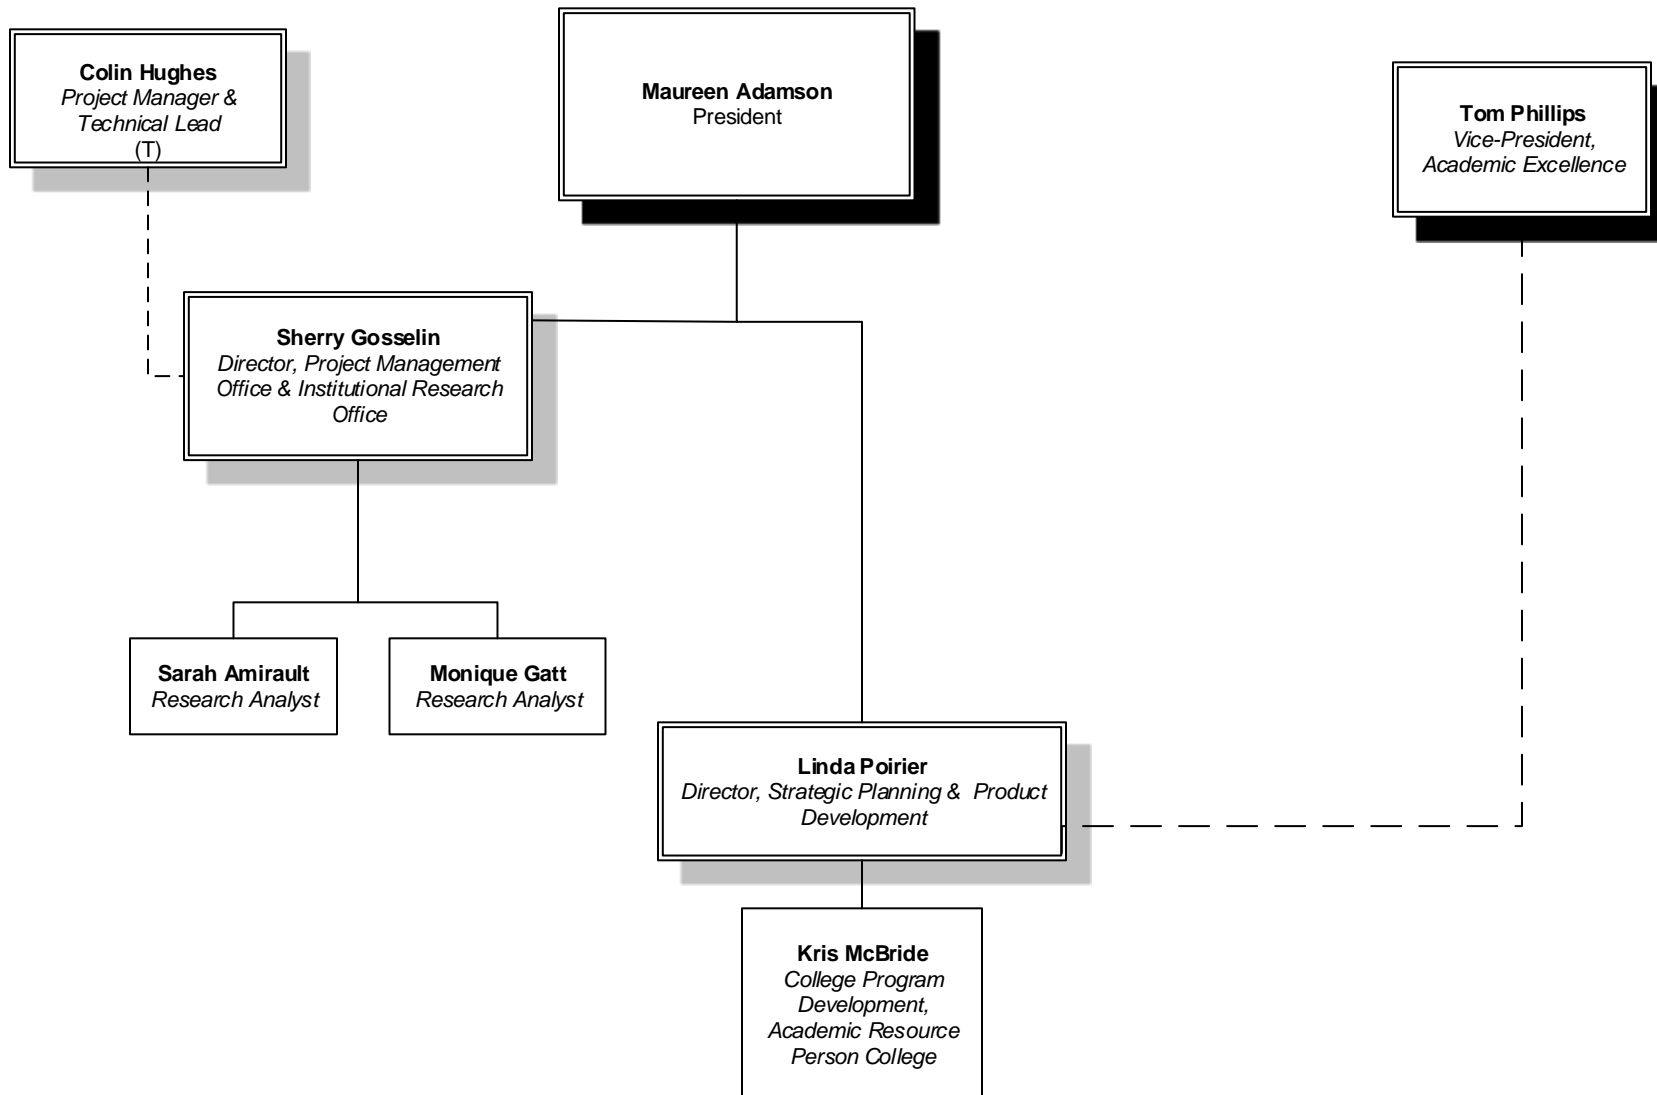 Colin Hughes
Project Manager &
Technical Lead
(T)
Maureen Adamson
President
Tom Phillips
Vice-President,
Academic Excellence
Sherry Gosselin
Director, Project Management
Office & Institutional Research
Office
Sarah Amirault
Research Analyst
Monique Gatt
Research Analyst
Linda Poirier
Director, Strategic Planning &  Product
Development
Kris McBride
College Program
Development,
Academic Resource
Person College